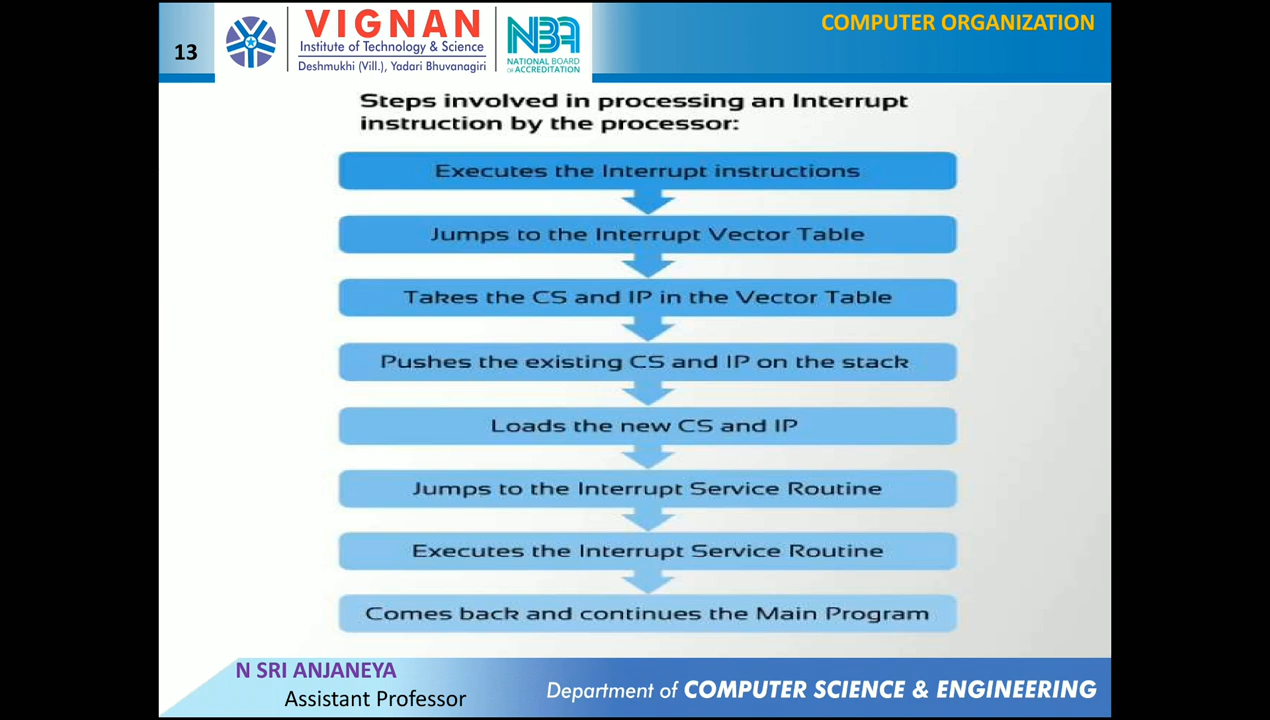 13
VIGNAN
Institute of Technology & Science
Deshmukhi (Vill.), Yadari Bhuvanagiri
NBA
NATIONAL BOARD
OF ACCREDITATION
COMPUTER ORGANIZATION
Steps involved in processing an Interrupt
instruction by the processor:
Executes the Interrupt instructions
Jumps to the Interrupt Vector Table
Takes the CS and IP in the Vector Table
Pushes the existing CS and IP on the stack
Loads the new CS and IP
Jumps to the Interrupt Service Routine
Executes the Interrupt Service Routine
Comes back and continues the Main Program
N SRI ANJANEYA
Assistant Professor
Department of COMPUTER SCIENCE & ENGINEERING